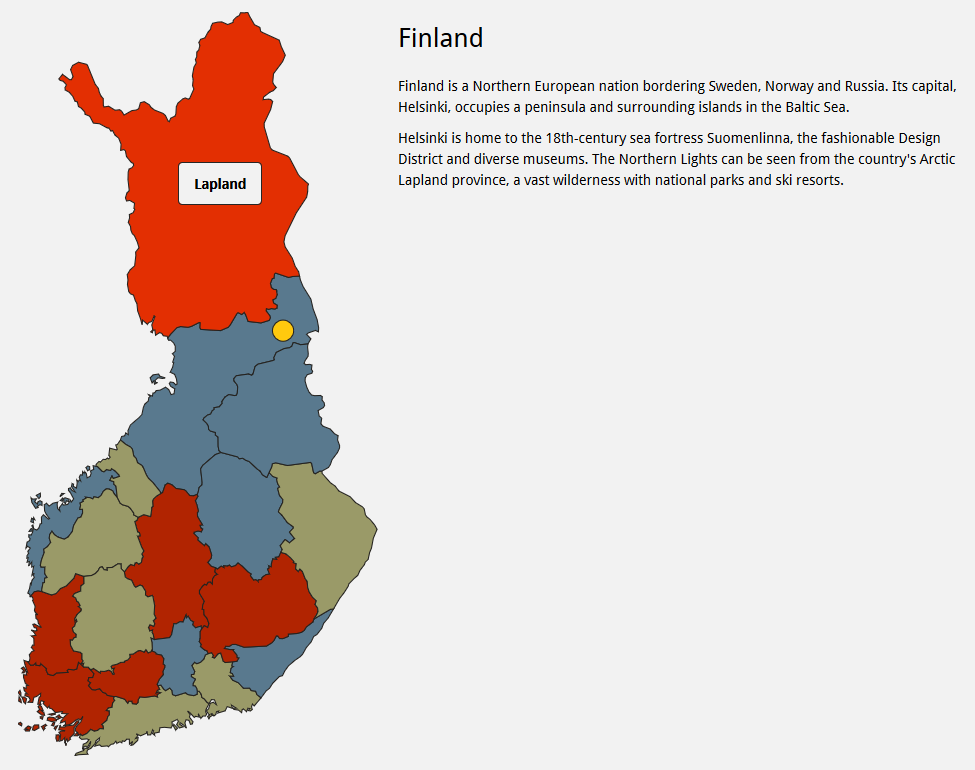 Finland
Finland is a Northern European nation bordering Sweden, Norway and Russia. Its capital,
Helsinki, occupies a peninsula and surrounding islands in the Baltic Sea.
Helsinki is home to the 18th-century sea fortress Suomenlinna, the fashionable Design
District and diverse museums. The Northern Lights can be seen from the country's Arctic
Lapland province, a vast wilderness with national parks and ski resorts.
Lapland